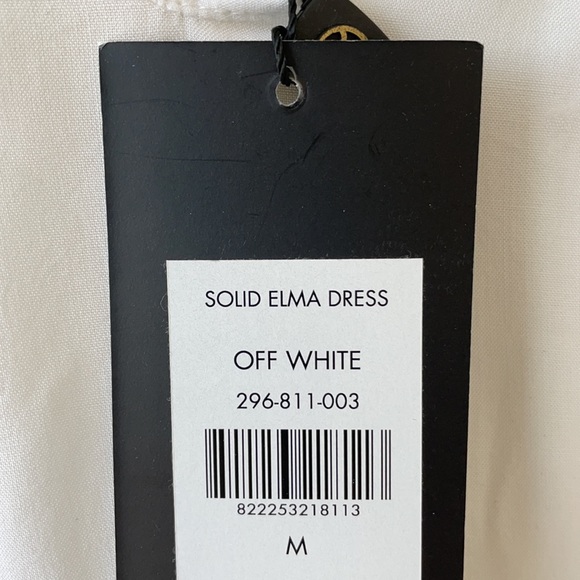 SOLID ELMA DRESS
OFF WHITE
296-811-003
822253218113
M